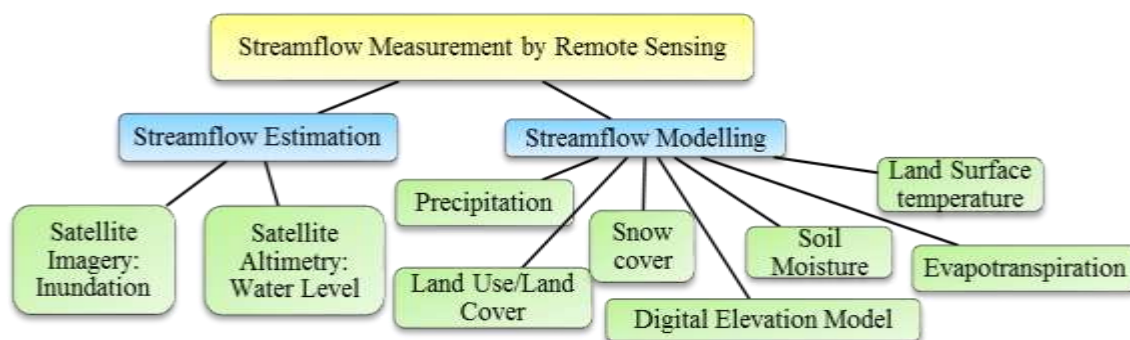 Streamflow Measurement by Remote Sensing
Streamflow Estimation
Streamflow Modelling
Satellite
Imagery:
Inundation
Satellite
Altimetry:
Water Level
Precipitation
Land Use/Land
Cover
Snow
cover
Digital Elevation Model
Soil
Moisture
Evapotranspiration
Land Surface
temperature